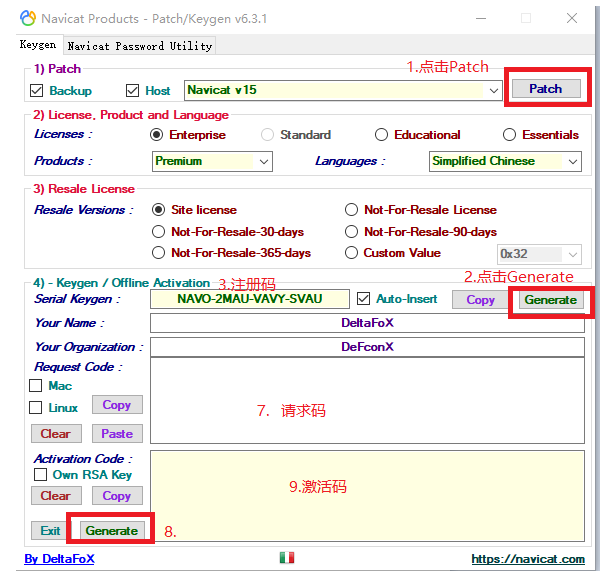 Navicat Products - Patch/Keygen v6.3.1
Keygen Navicat Password Utility
1.点击Patch
1) Patch
Backup Host Navicat v15 Patch
2) License, Product and Language
Licenses : Enterprise Standard Educational Essentials
Products : Premium Languages : Simplified Chinese
3) Resale License
Resale Versions : Site license Not-For-Resale License
Not-For-Resale-30-days Not-For-Resale-90-days
Not-For-Resale-365-days Custom Value 0x32
2.点击Generate
4) - Keygen / Offline Activation
3.注册码
Serial Keygen : NAVO-2MAU-VAVY-SVAU Auto-Insert Copy Generate
Your Name : DeltaFoX
Your Organization : DeFconX
Request Code :
Mac
Linux Copy
7. 请求码
Clear Paste
Activation Code :
Own RSA Key
9.激活码
Clear Copy
Exit Generate 8.
By DeltaFoX https://navicat.com